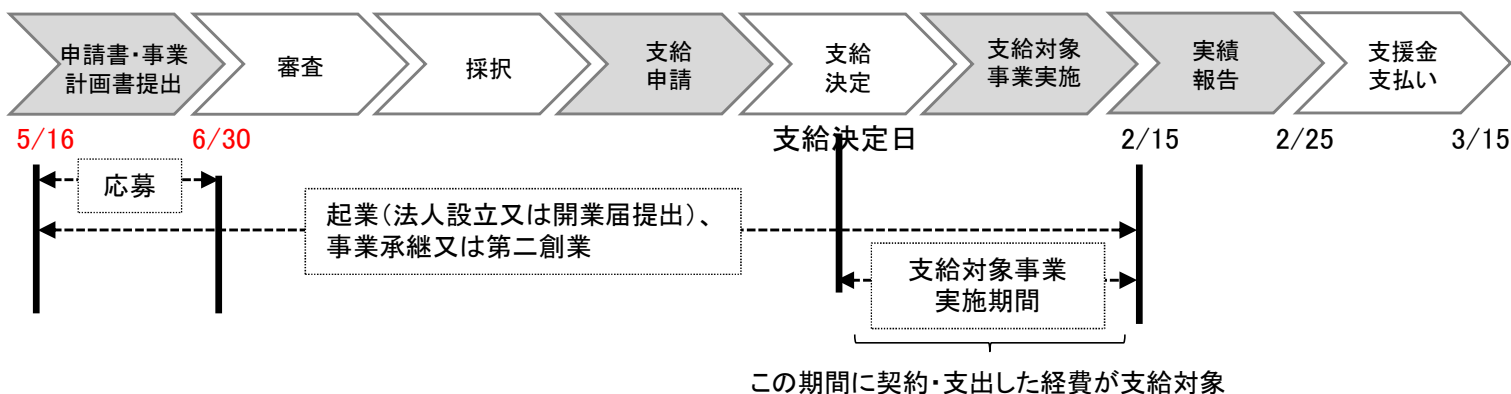 申請書・事業
計画書提出
審査
採択
支給
申請
支給
決定
支給対象
事業実施
実績
報告
支援金
支払い
5/16
6/30
支給決定日
2/15
2/25
3/15
応募
起業(法人設立又は開業届提出)、
事業承継又は第二創業
支給対象事業
実施期間
この期間に契約・支出した経費が支給対象